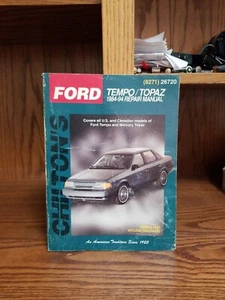 (8271) 26720
FORD
TEMPO/TOPAZ
1984-94 REPAIR MANUAL
Covers all U.S. and Canadian models of
Ford Tempo and Mercury Topaz
CHILTON'S
An American Tradition Since 1922